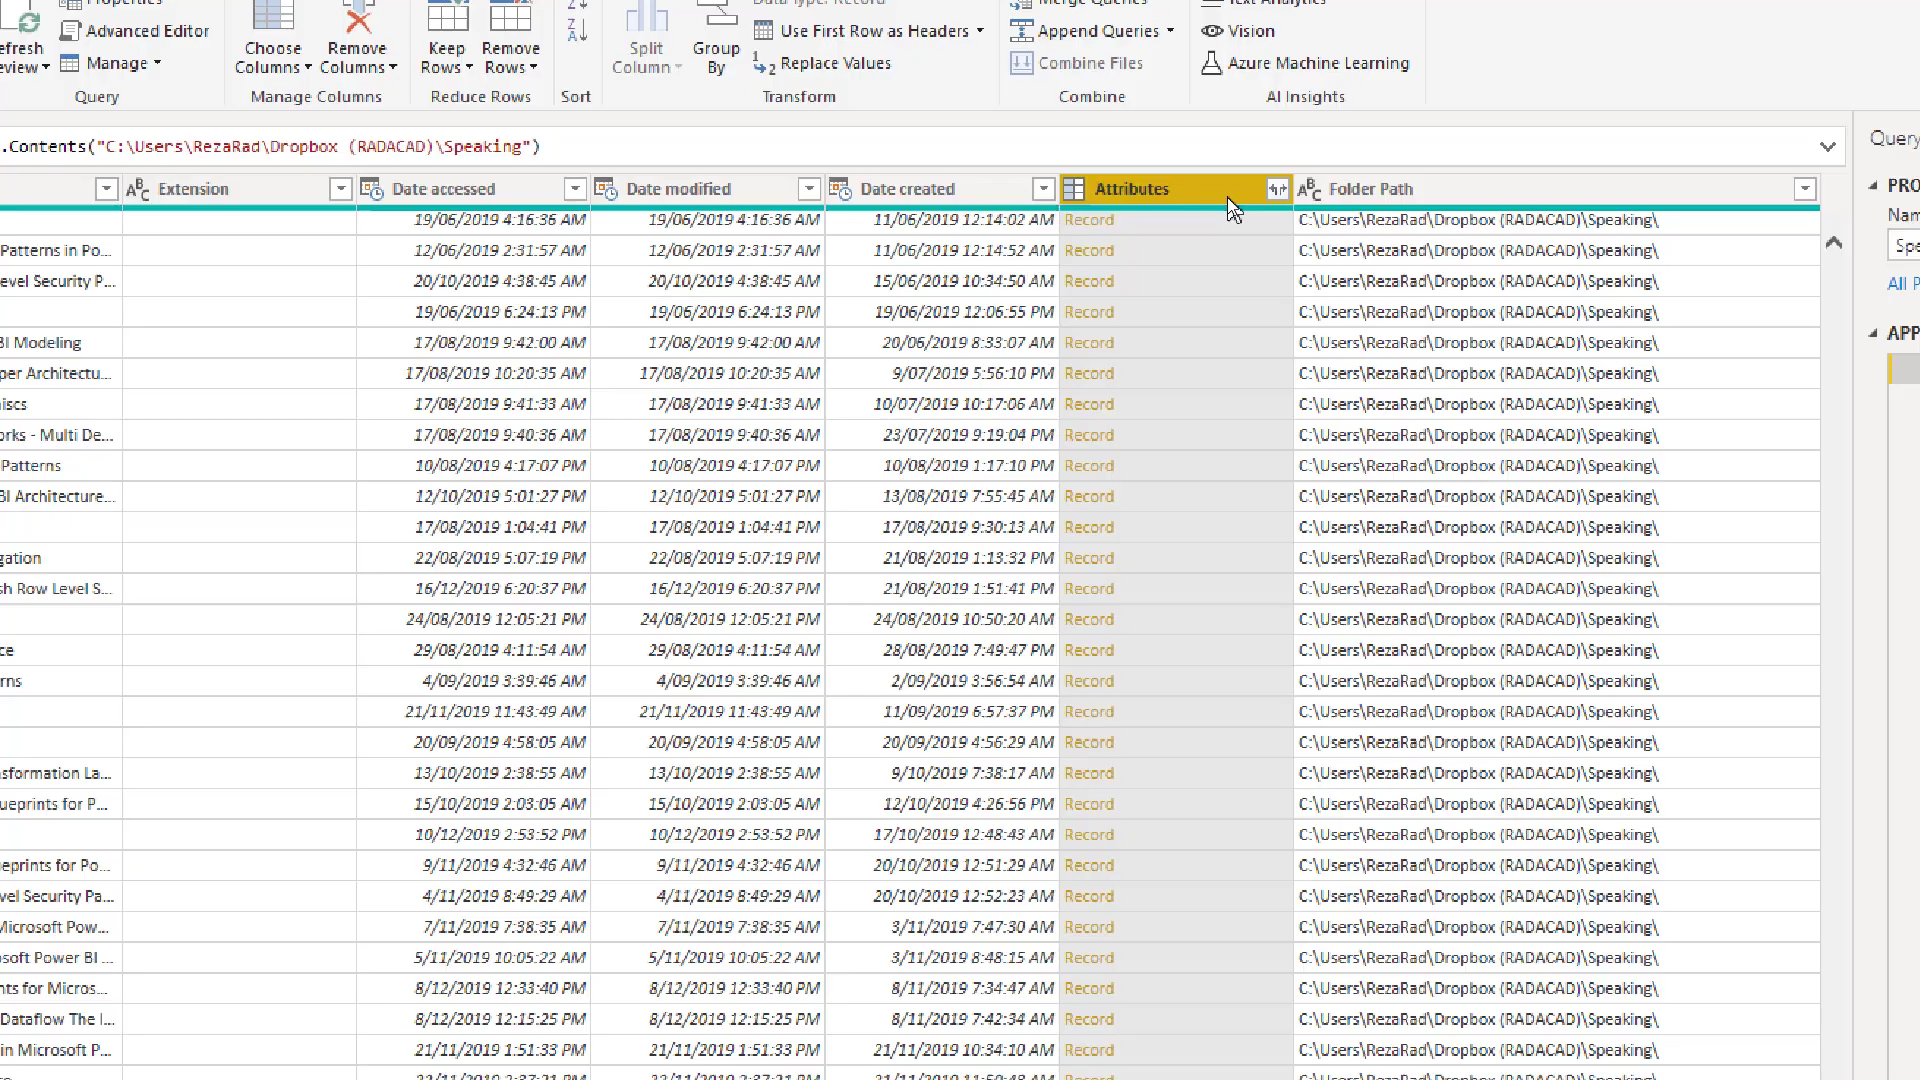 Properties
Advanced Editor
Manage
Query
Choose
Columns
Remove
Columns
Manage Columns
Keep
Rows
Remove
Rows
Reduce Rows
Sort
Split
Column
Group
By
Data Type: Record
Use First Row as Headers
Replace Values
Transform
Merge Queries
Append Queries
Combine Files
Combine
Text Analytics
Vision
Azure Machine Learning
AI Insights
.Contents("C:\Users\RezaRad\Dropbox (RADACAD)\Speaking")
Extension Date accessed Date modified Date created Attributes Folder Path
19/06/2019 4:16:36 AM 19/06/2019 4:16:36 AM 11/06/2019 12:14:02 AM Record C:\Users\RezaRad\Dropbox (RADACAD)\Speaking\
Patterns in Po... 12/06/2019 2:31:57 AM 12/06/2019 2:31:57 AM 11/06/2019 12:14:52 AM Record C:\Users\RezaRad\Dropbox (RADACAD)\Speaking\
evel Security P... 20/10/2019 4:38:45 AM 20/10/2019 4:38:45 AM 15/06/2019 10:34:50 AM Record C:\Users\RezaRad\Dropbox (RADACAD)\Speaking\
19/06/2019 6:24:13 PM 19/06/2019 6:24:13 PM 19/06/2019 12:06:55 PM Record C:\Users\RezaRad\Dropbox (RADACAD)\Speaking\
BI Modeling 17/08/2019 9:42:00 AM 17/08/2019 9:42:00 AM 20/06/2019 8:33:07 AM Record C:\Users\RezaRad\Dropbox (RADACAD)\Speaking\
per Architectu... 17/08/2019 10:20:35 AM 17/08/2019 10:20:35 AM 9/07/2019 5:56:10 PM Record C:\Users\RezaRad\Dropbox (RADACAD)\Speaking\
iscs 17/08/2019 9:41:33 AM 17/08/2019 9:41:33 AM 10/07/2019 10:17:06 AM Record C:\Users\RezaRad\Dropbox (RADACAD)\Speaking\
orks - Multi De... 17/08/2019 9:40:36 AM 17/08/2019 9:40:36 AM 23/07/2019 9:19:04 PM Record C:\Users\RezaRad\Dropbox (RADACAD)\Speaking\
Patterns 10/08/2019 4:17:07 PM 10/08/2019 4:17:07 PM 10/08/2019 1:17:10 PM Record C:\Users\RezaRad\Dropbox (RADACAD)\Speaking\
BI Architecture... 12/10/2019 5:01:27 PM 12/10/2019 5:01:27 PM 13/08/2019 7:55:45 AM Record C:\Users\RezaRad\Dropbox (RADACAD)\Speaking\
17/08/2019 1:04:41 PM 17/08/2019 1:04:41 PM 17/08/2019 9:30:13 AM Record C:\Users\RezaRad\Dropbox (RADACAD)\Speaking\
gation 22/08/2019 5:07:19 PM 22/08/2019 5:07:19 PM 21/08/2019 1:13:32 PM Record C:\Users\RezaRad\Dropbox (RADACAD)\Speaking\
sh Row Level S... 16/12/2019 6:20:37 PM 16/12/2019 6:20:37 PM 21/08/2019 1:51:41 PM Record C:\Users\RezaRad\Dropbox (RADACAD)\Speaking\
24/08/2019 12:05:21 PM 24/08/2019 12:05:21 PM 24/08/2019 10:50:20 AM Record C:\Users\RezaRad\Dropbox (RADACAD)\Speaking\
ce 29/08/2019 4:11:54 AM 29/08/2019 4:11:54 AM 28/08/2019 7:49:47 PM Record C:\Users\RezaRad\Dropbox (RADACAD)\Speaking\
rns 4/09/2019 3:39:46 AM 4/09/2019 3:39:46 AM 2/09/2019 3:56:54 AM Record C:\Users\RezaRad\Dropbox (RADACAD)\Speaking\
21/11/2019 11:43:49 AM 21/11/2019 11:43:49 AM 11/09/2019 6:57:37 PM Record C:\Users\RezaRad\Dropbox (RADACAD)\Speaking\
20/09/2019 4:58:05 AM 20/09/2019 4:58:05 AM 20/09/2019 4:56:29 AM Record C:\Users\RezaRad\Dropbox (RADACAD)\Speaking\
nsformation La... 13/10/2019 2:38:55 AM 13/10/2019 2:38:55 AM 9/10/2019 7:38:17 AM Record C:\Users\RezaRad\Dropbox (RADACAD)\Speaking\
ueprints for P... 15/10/2019 2:03:05 AM 15/10/2019 2:03:05 AM 12/10/2019 4:26:56 PM Record C:\Users\RezaRad\Dropbox (RADACAD)\Speaking\
10/12/2019 2:53:52 PM 10/12/2019 2:53:52 PM 17/10/2019 12:48:43 AM Record C:\Users\RezaRad\Dropbox (RADACAD)\Speaking\
eprints for Po... 9/11/2019 4:32:46 AM 9/11/2019 4:32:46 AM 20/10/2019 12:51:29 AM Record C:\Users\RezaRad\Dropbox (RADACAD)\Speaking\
vel Security Pa... 4/11/2019 8:49:29 AM 4/11/2019 8:49:29 AM 20/10/2019 12:52:23 AM Record C:\Users\RezaRad\Dropbox (RADACAD)\Speaking\
Microsoft Pow... 7/11/2019 7:38:35 AM 7/11/2019 7:38:35 AM 3/11/2019 7:47:30 AM Record C:\Users\RezaRad\Dropbox (RADACAD)\Speaking\
osoft Power BI ... 5/11/2019 10:05:22 AM 5/11/2019 10:05:22 AM 3/11/2019 8:48:15 AM Record C:\Users\RezaRad\Dropbox (RADACAD)\Speaking\
nts for Micros... 8/12/2019 12:33:40 PM 8/12/2019 12:33:40 PM 8/11/2019 7:34:47 AM Record C:\Users\RezaRad\Dropbox (RADACAD)\Speaking\
Dataflow The I... 8/12/2019 12:15:25 PM 8/12/2019 12:15:25 PM 8/11/2019 7:42:34 AM Record C:\Users\RezaRad\Dropbox (RADACAD)\Speaking\
in Microsoft P... 21/11/2019 1:51:33 PM 21/11/2019 1:51:33 PM 21/11/2019 10:34:10 AM Record C:\Users\RezaRad\Dropbox (RADACAD)\Speaking\
Query
PRO
Nam
Spe
All P
APP